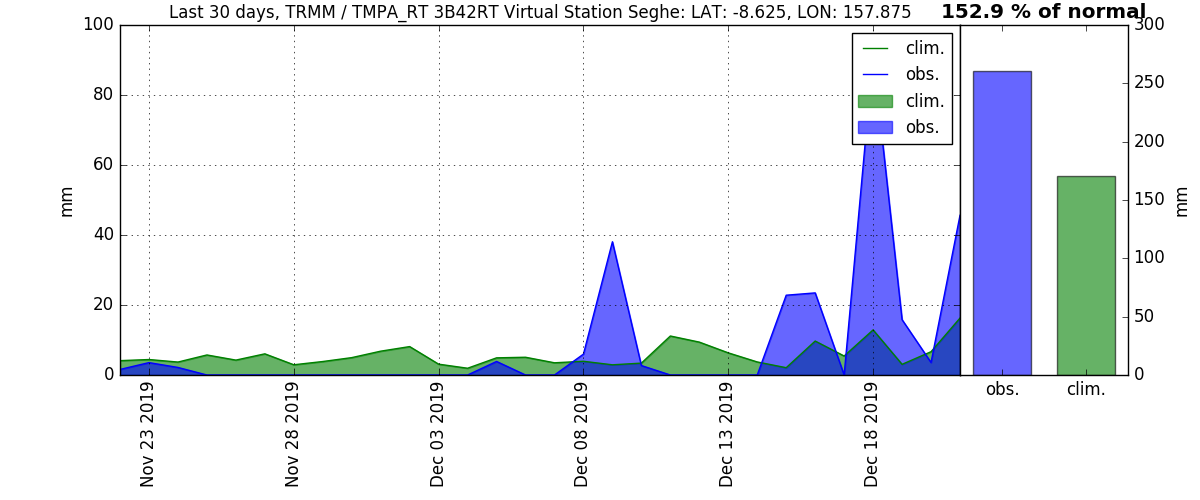 Last 30 days, TRMM / TMPA_RT 3B42RT Virtual Station Seghe: LAT: -8.625, LON: 157.875
152.9 % of normal
100
80
60
40
20
0
mm
clim.
obs.
clim.
obs.
Nov 23 2019
Nov 28 2019
Dec 03 2019
Dec 08 2019
Dec 13 2019
Dec 18 2019
300
250
200
150
100
50
0
mm
obs.
clim.